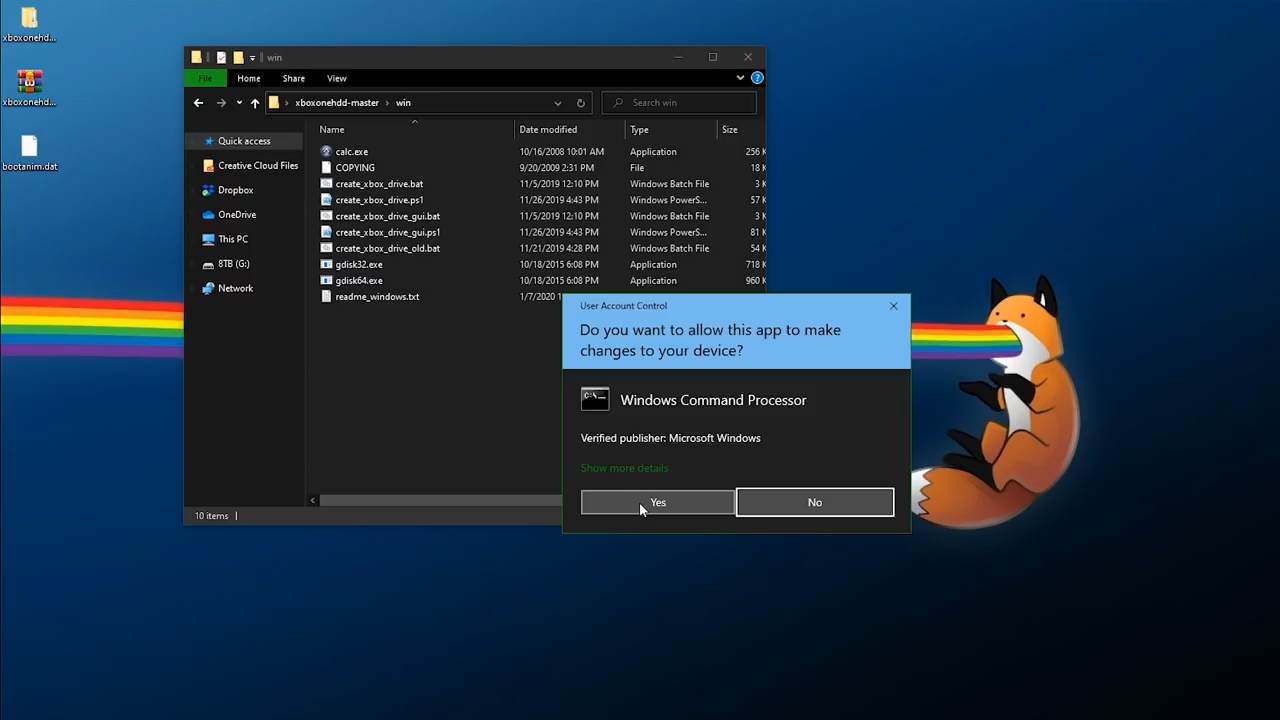 xboxonehd...
xboxonehd...
bootanim.dat
win
File Home Share View
xboxonehdd-master win
Search win
Quick access
Creative Cloud Files
Dropbox
OneDrive
This PC
8TB (G:)
Network
Name Date modified Type Size
calc.exe 10/16/2008 10:01 AM Application 256 K
COPYING 9/20/2009 2:31 PM File 18 K
create_xbox_drive.bat 11/5/2019 12:10 PM Windows Batch File 3 K
create_xbox_drive.ps1 11/26/2019 4:43 PM Windows PowerS... 57 K
create_xbox_drive_gui.bat 11/5/2019 12:10 PM Windows Batch File 3 K
create_xbox_drive_gui.ps1 11/26/2019 4:43 PM Windows PowerS... 81 K
create_xbox_drive_old.bat 11/21/2019 4:28 PM Windows Batch File 54 K
gdisk32.exe 10/18/2015 6:08 PM Application 718 K
gdisk64.exe 10/18/2015 6:08 PM Application 960 K
readme_windows.txt 1/7/2020 1
10 items
User Account Control
Do you want to allow this app to make
changes to your device?
C:\
Windows Command Processor
Verified publisher: Microsoft Windows
Show more details
Yes No